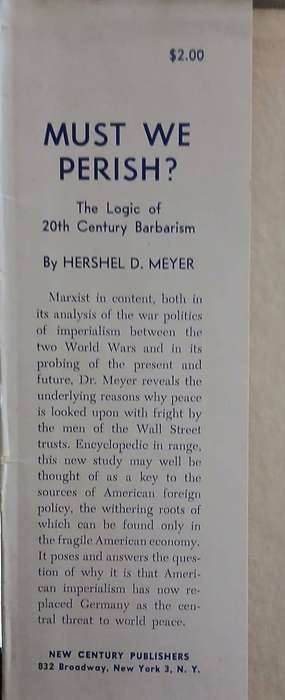 $2.00
MUST WE
PERISH?
The Logic of
20th Century Barbarism
By HERSHEL D. MEYER
Marxist in content, both in
its analysis of the war politics
of imperialism between the
two World Wars and in its
probing of the present and
future, Dr. Meyer reveals the
underlying reasons why peace
is looked upon with fright by
the men of the Wall Street
trusts. Encyclopedic in range,
this new study may well be
thought of as a key to the
sources of American foreign
policy, the withering roots of
which can be found only in
the fragile American economy.
It poses and answers the ques-
tion of why it is that Ameri-
can imperialism has now re-
placed Germany as the cen-
tral threat to world peace.
NEW CENTURY PUBLISHERS
832 Broadway, New York 3, N. Y.